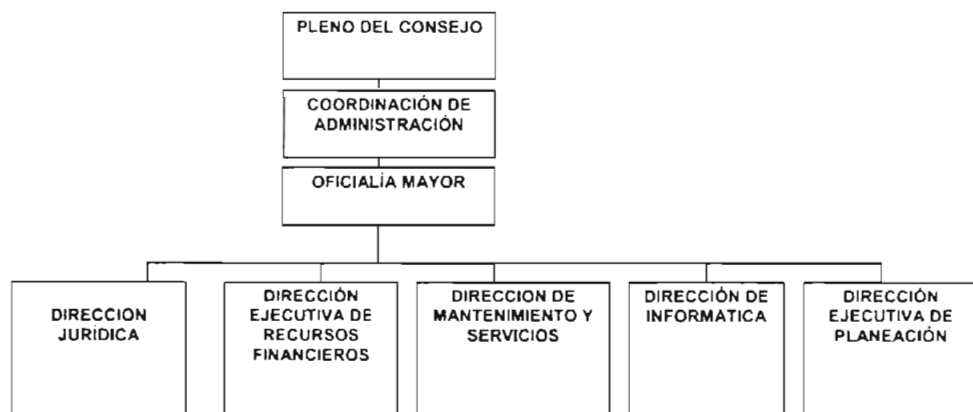 PLENO DEL CONSEJO
COORDINACIÓN DE
ADMINISTRACIÓN
OFICIALÍA MAYOR
DIRECCION
JURÍDICA
DIRECCIÓN
EJECUTIVA DE
RECURSOS
FINANCIEROS
DIRECCION DE
MANTENIMIENTO Y
SERVICIOS
DIRECCIÓN DE
INFORMATICA
DIRECCIÓN
EJECUTIVA DE
PLANEACIÓN